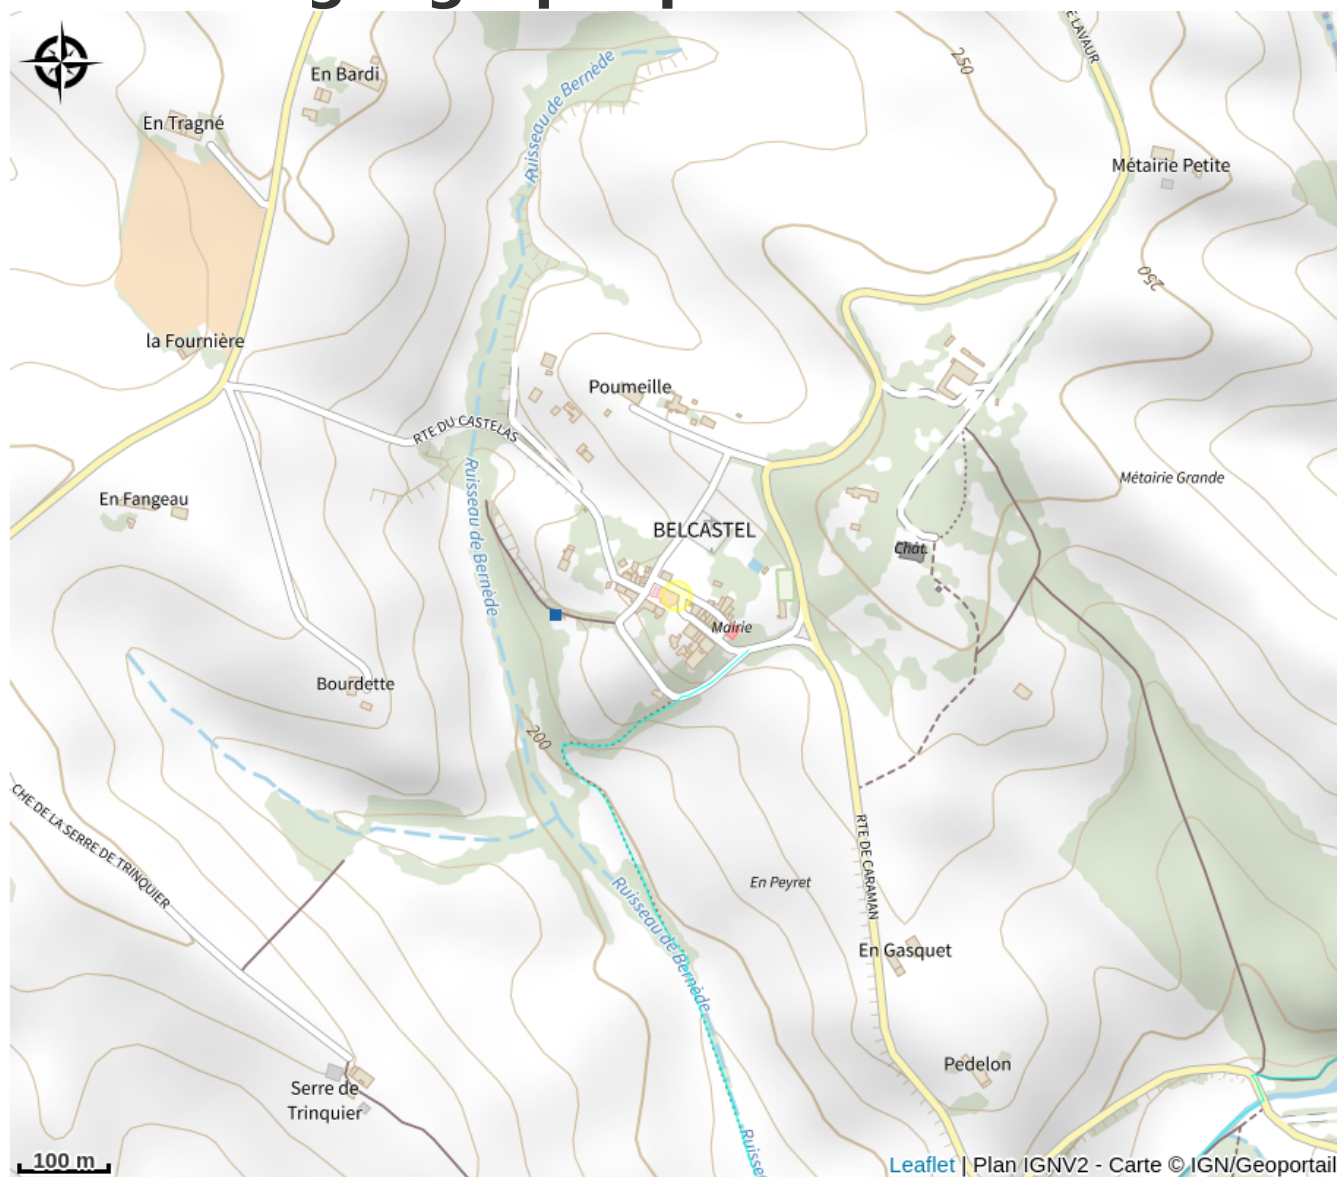 RTE DE LAVAUR
250
En Bardi
Ruisseau de Bernède
En Tragné
Métairie Petite
250
la Fournière
Poumeille
RTE DU CASTELAS
Métairie Grande
En Fangeau
Ruisseau de Bernède
BELCASTEL
Chât.
Mairie
Bourdette
200
CHE DE LA SERRE DE TRINQUIER
RTE DE CARAMAN
En Peyret
Ruisseau de Bernède
En Gasquet
Pedelon
Serre de
Trinquier
Ruisse
100 m
Leaflet | Plan IGNV2 - Carte © IGN/Geoportail